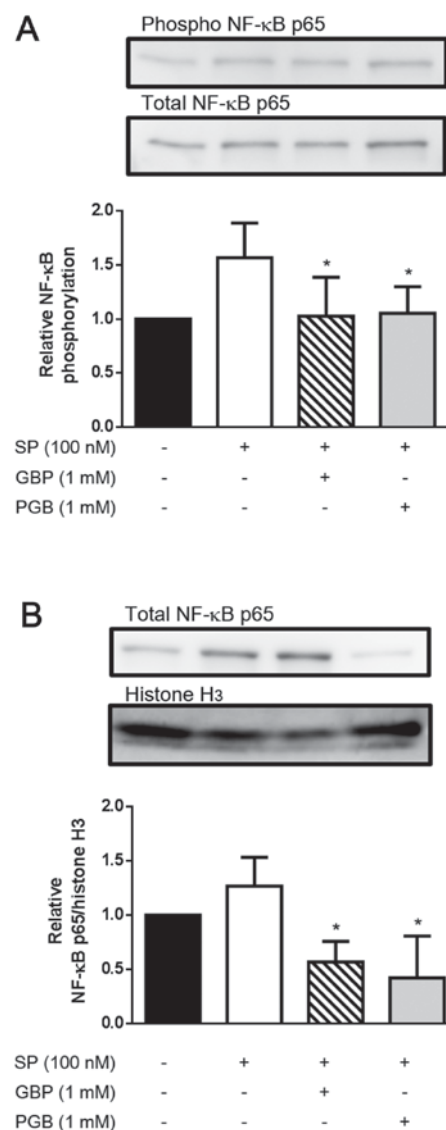 A
Phospho NF-κB p65
Total NF-κB p65
Relative NF-κB
phosphorylation
2.0
1.5
1.0
0.5
0.0
* *
SP (100 nM) - + + +
GBP (1 mM) - - + -
PGB (1 mM) - - - +
B
Total NF-κB p65
Histone H3
Relative
NF-κB p65/histone H3
2.0
1.5
1.0
0.5
0.0
* *
SP (100 nM) - + + +
GBP (1 mM) - - + -
PGB (1 mM) - - - +